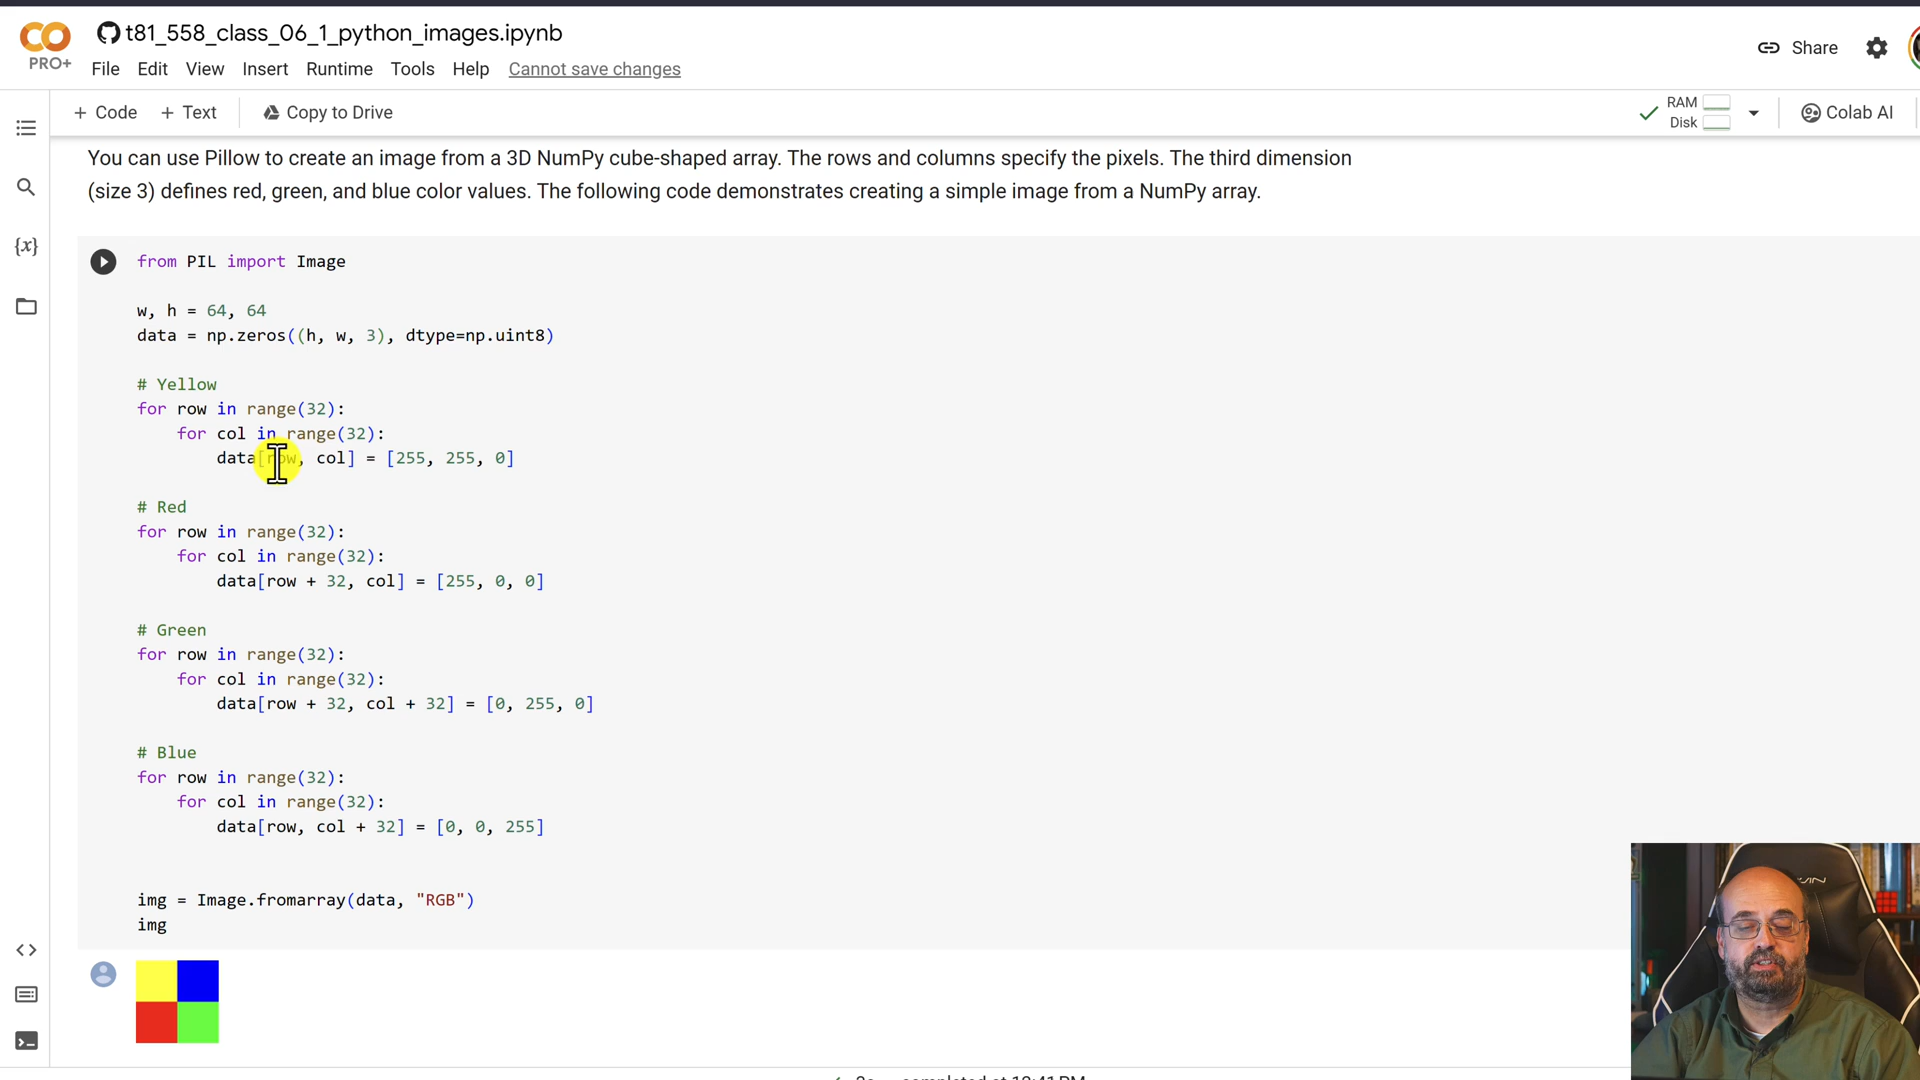 t81_558_class_06_1_python_images.ipynb
PRO+
File Edit View Insert Runtime Tools Help Cannot save changes
Share
+ Code + Text Copy to Drive
RAM
Disk
Colab AI
You can use Pillow to create an image from a 3D NumPy cube-shaped array. The rows and columns specify the pixels. The third dimension
(size 3) defines red, green, and blue color values. The following code demonstrates creating a simple image from a NumPy array.
{x}
from PIL import Image
w, h = 64, 64
data = np.zeros((h, w, 3), dtype=np.uint8)
# Yellow
for row in range(32):
for col in range(32):
data[row, col] = [255, 255, 0]
# Red
for row in range(32):
for col in range(32):
data[row + 32, col] = [255, 0, 0]
# Green
for row in range(32):
for col in range(32):
data[row + 32, col + 32] = [0, 255, 0]
# Blue
for row in range(32):
for col in range(32):
data[row, col + 32] = [0, 0, 255]
img = Image.fromarray(data, "RGB")
img